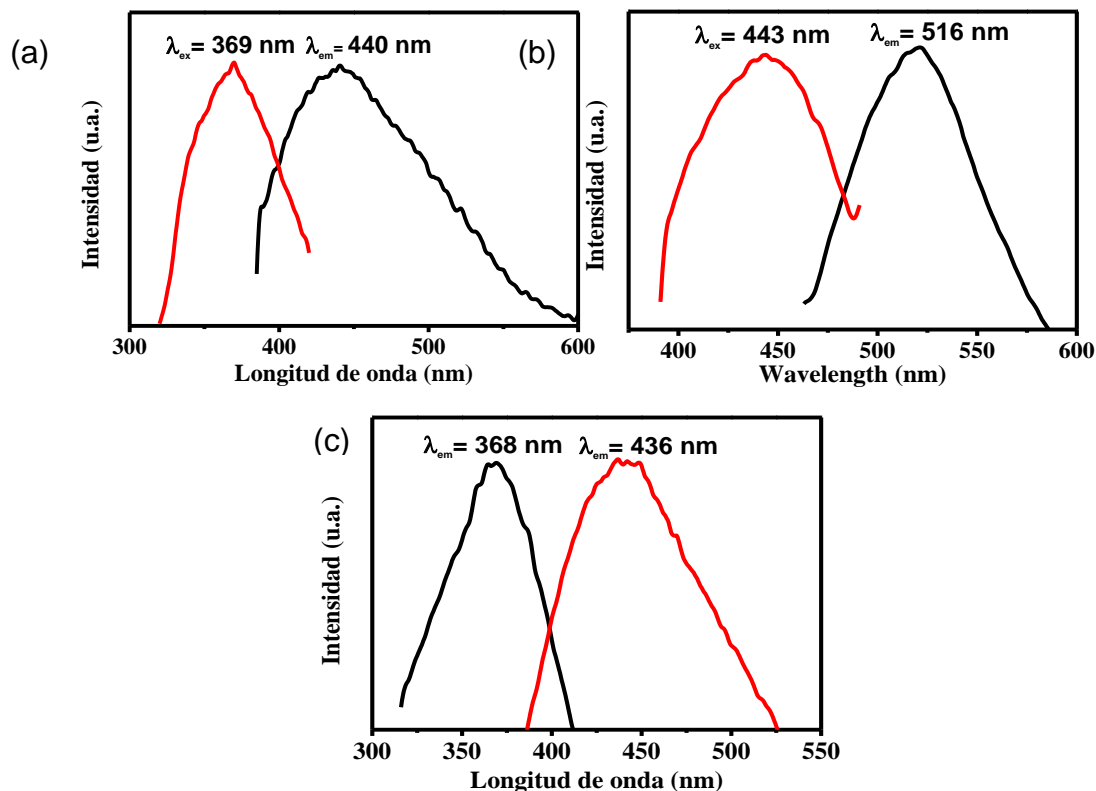 (a)
λex= 369 nm λem= 440 nm
Intensidad (u.a.)
300 400 500 600
Longitud de onda (nm)
(b)
λex= 443 nm λem= 516 nm
Intensidad (u.a.)
400 450 500 550 600
Wavelength (nm)
(c)
λem= 368 nm λem= 436 nm
Intensidad (u.a.)
300 350 400 450 500 550
Longitud de onda (nm)